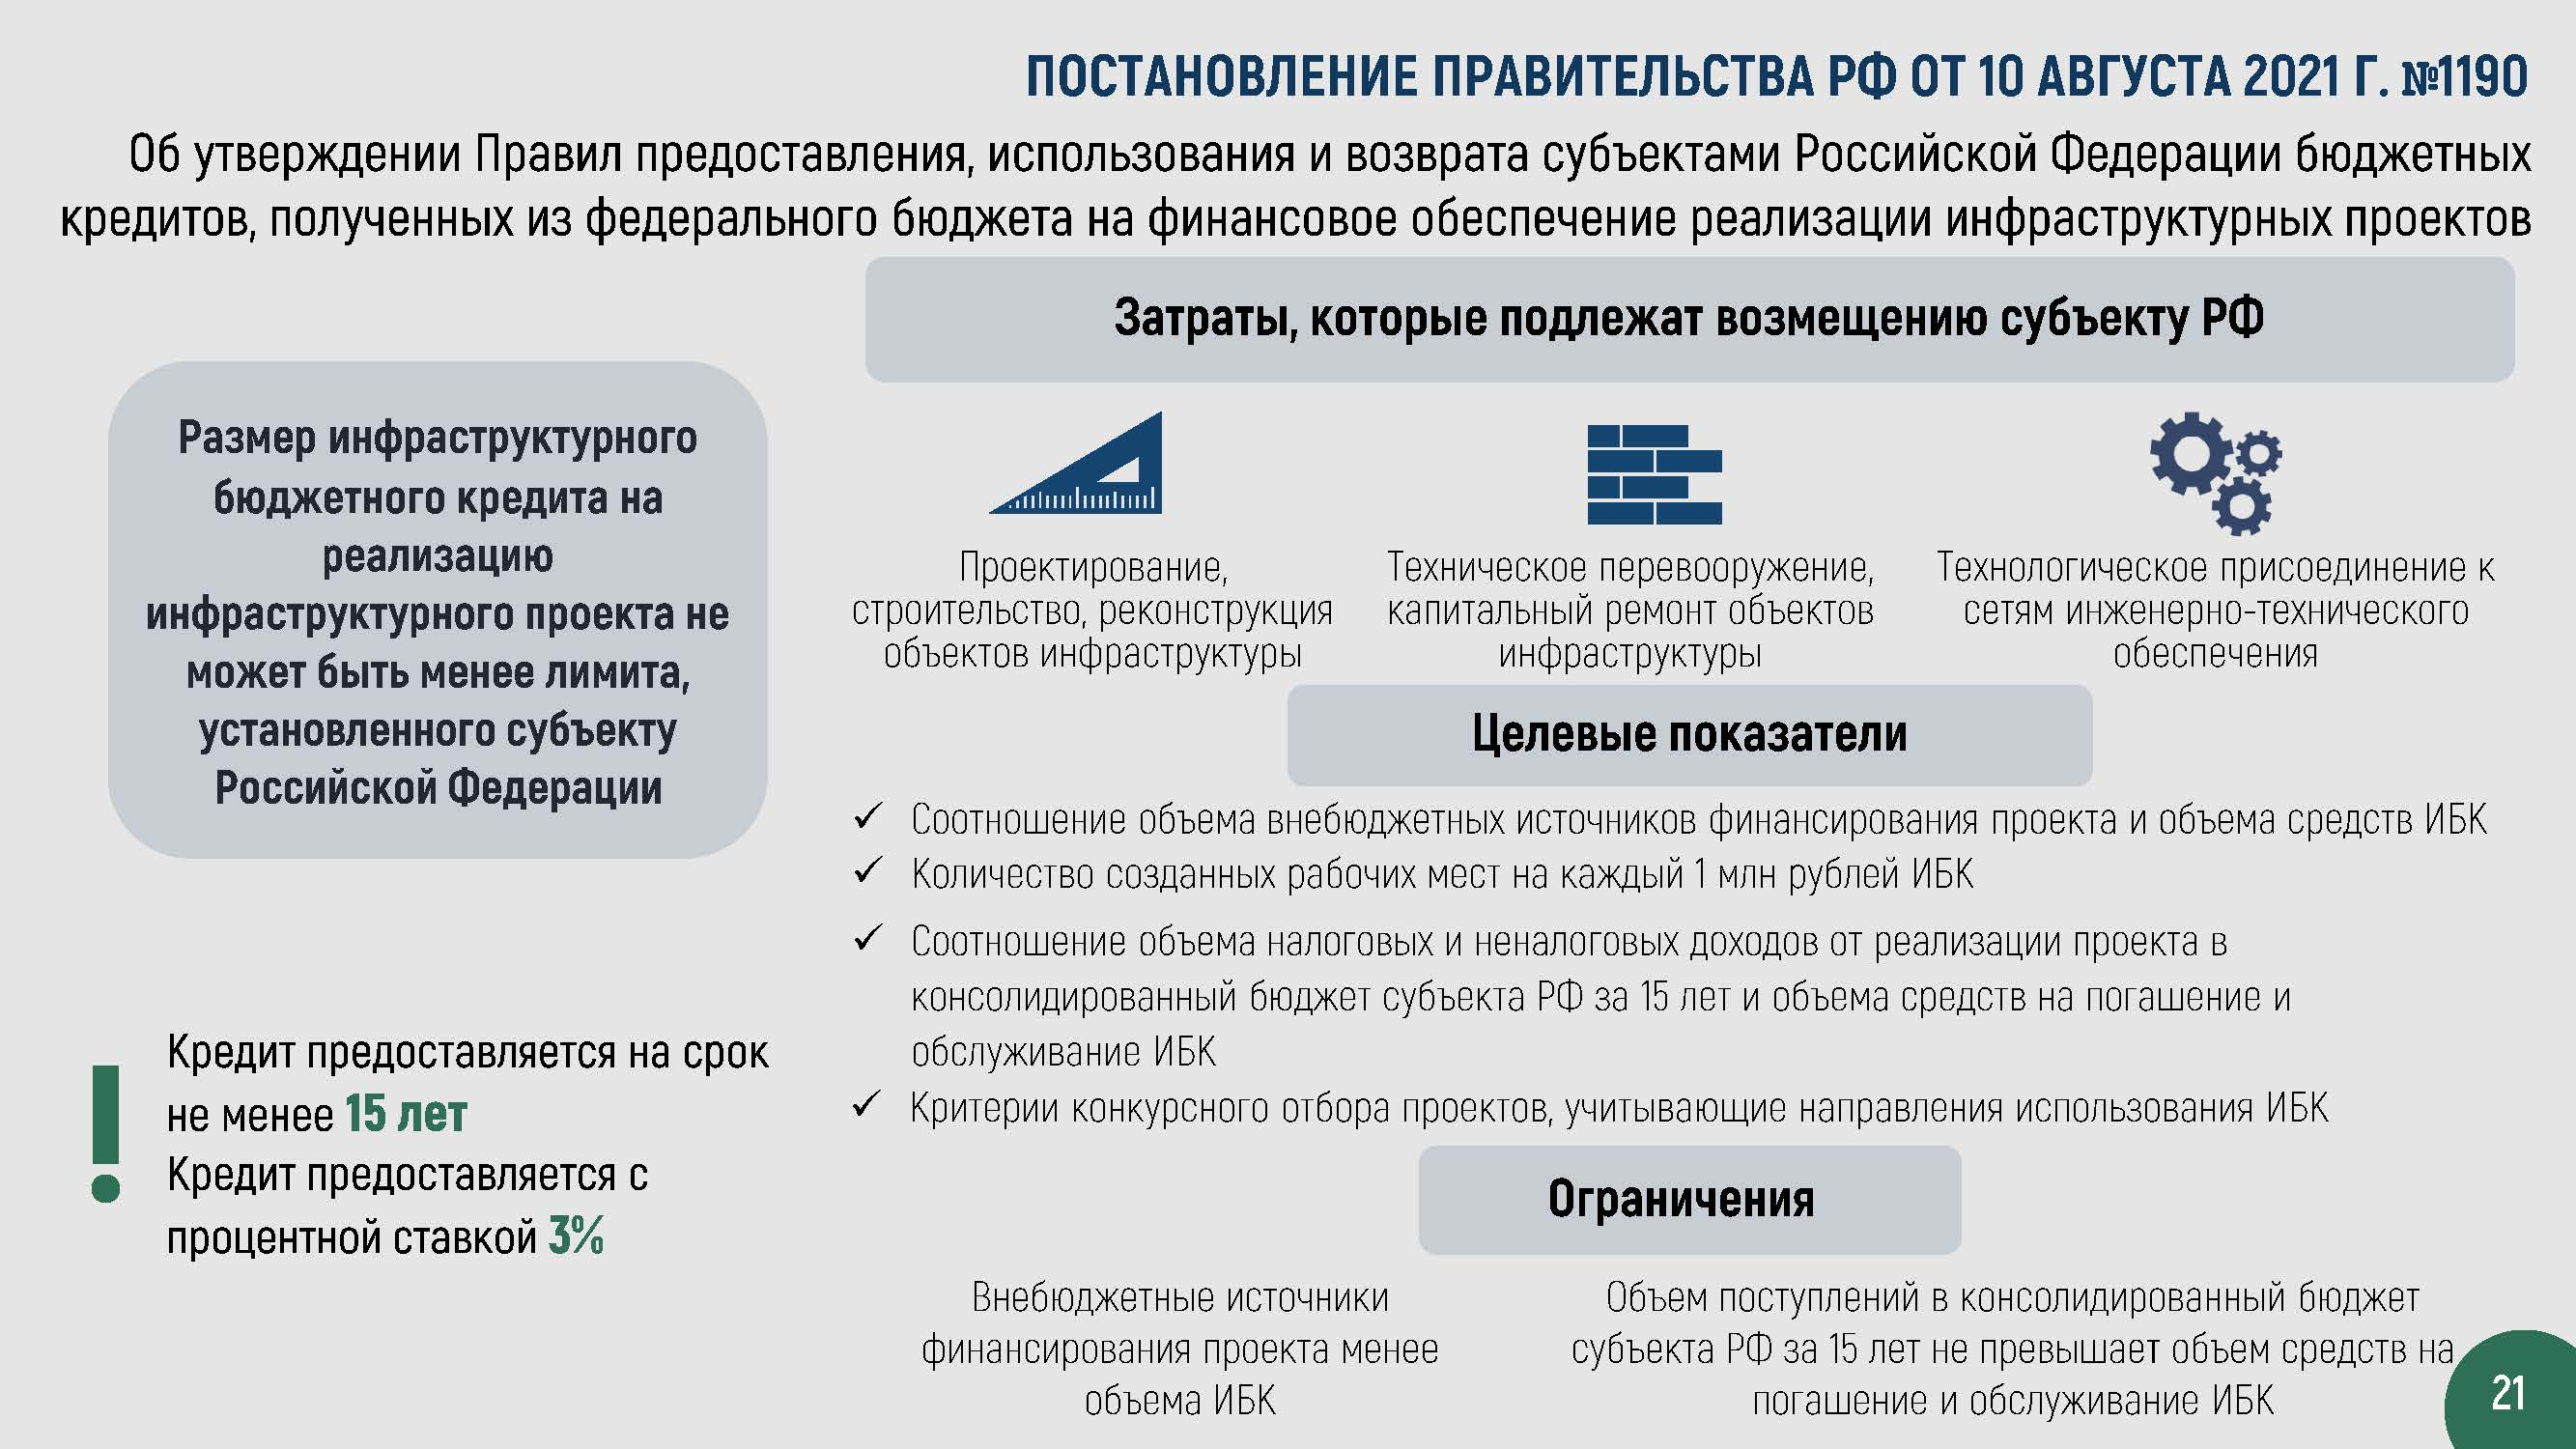 ПОСТАНОВЛЕНИЕ ПРАВИТЕЛЬСТВА РФ ОТ 10 АВГУСТА 2021 Г. №1190
Об утверждении Правил предоставления, использования и возврата субъектами Российской Федерации бюджетных
кредитов, полученных из федерального бюджета на финансовое обеспечение реализации инфраструктурных проектов
Размер инфраструктурного
бюджетного кредита на
реализацию
инфраструктурного проекта не
может быть менее лимита,
установленного субъекту
Российской Федерации
Кредит предоставляется на срок
не менее 15 лет
Кредит предоставляется с
процентной ставкой 3%
Затраты, которые подлежат возмещению субъекту РФ
Проектирование,
строительство, реконструкция
объектов инфраструктуры
Техническое перевооружение,
капитальный ремонт объектов
инфраструктуры
Технологическое присоединение к
сетям инженерно-технического
обеспечения
Целевые показатели
✓ Соотношение объема внебюджетных источников финансирования проекта и объема средств ИБК
✓ Количество созданных рабочих мест на каждый 1 млн рублей ИБК
✓ Соотношение объема налоговых и неналоговых доходов от реализации проекта в
консолидированный бюджет субъекта РФ за 15 лет и объема средств на погашение и
обслуживание ИБК
✓ Критерии конкурсного отбора проектов, учитывающие направления использования ИБК
Ограничения
Внебюджетные источники
финансирования проекта менее
объема ИБК
Объем поступлений в консолидированный бюджет
субъекта РФ за 15 лет не превышает объем средств на
погашение и обслуживание ИБК
21